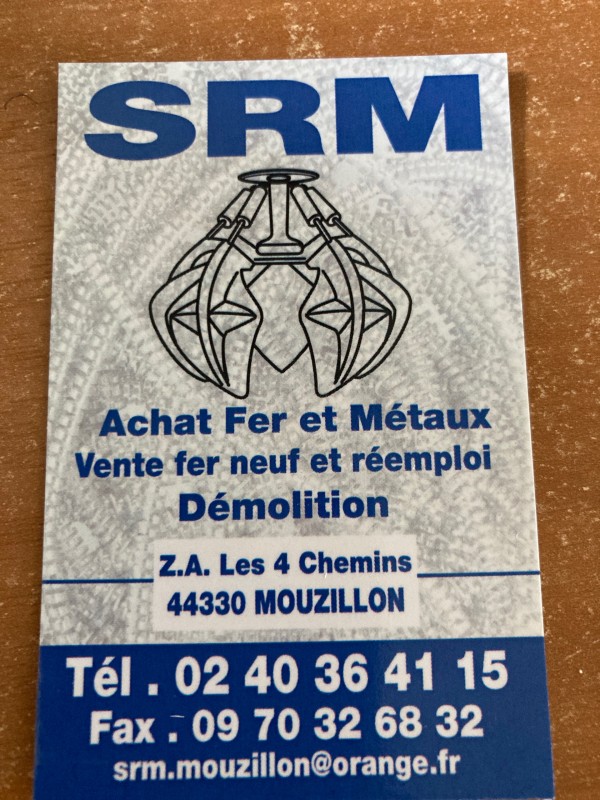 SRM
Achat Fer et Métaux
Vente fer neuf et réemploi
Démolition
Z.A. Les 4 Chemins
44330 MOUZILLON
Tél . 02 40 36 41 15
Fax : 09 70 32 68 32
srm.mouzillon@orange.fr